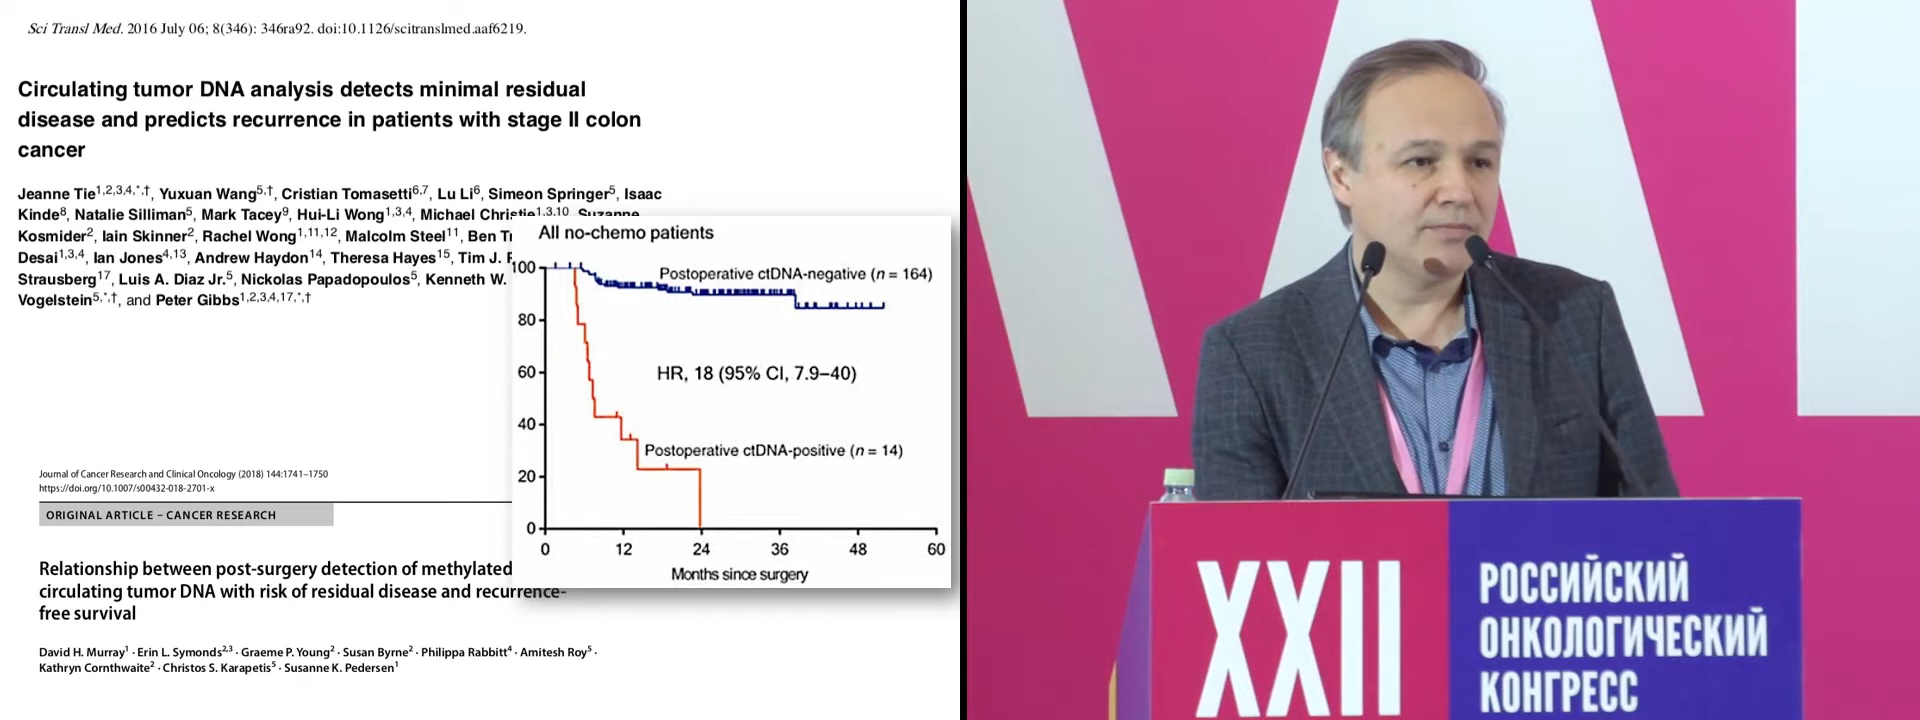 Sci Transl Med. 2016 July 06; 8(346): 346ra92. doi:10.1126/scitranslmed.aaf6219.
Circulating tumor DNA analysis detects minimal residual
disease and predicts recurrence in patients with stage II colon
cancer
Jeanne Tie1,2,3,4,*,†, Yuxuan Wang5,†, Cristian Tomasetti6,7, Lu Li6, Simeon Springer5, Isaac
Kinde8, Natalie Silliman5, Mark Tacey9, Hui-Li Wong1,3,4, Michael Christie1,3,10, Suzanne
Kosmider2, Iain Skinner2, Rachel Wong1,11,12, Malcolm Steel11, Ben
Desai1,3,4, Ian Jones4,13, Andrew Haydon14, Theresa Hayes15, Tim J.
Strausberg17, Luis A. Diaz Jr.5, Nickolas Papadopoulos5, Kenneth W.
Vogelstein5,*,†, and Peter Gibbs1,2,3,4,17,*,†
All no-chemo patients
100
80
60
40
20
0
Postoperative ctDNA-negative (n = 164)
HR, 18 (95% CI, 7.9–40)
Postoperative ctDNA-positive (n = 14)
0 12 24 36 48 60
Months since surgery
Journal of Cancer Research and Clinical Oncology (2018) 144:1741–1750
https://doi.org/10.1007/s00432-018-2701-x
ORIGINAL ARTICLE – CANCER RESEARCH
Relationship between post-surgery detection of methylated
circulating tumor DNA with risk of residual disease and recurrence-
free survival
David H. Murray1 · Erin L. Symonds2,3 · Graeme P. Young2 · Susan Byrne2 · Philippa Rabbitt4 · Amitesh Roy5 ·
Kathryn Cornthwaite2 · Christos S. Karapetis5 · Susanne K. Pedersen1
XXII
РОССИЙСКИЙ
ОНКОЛОГИЧЕСКИЙ
КОНГРЕСС